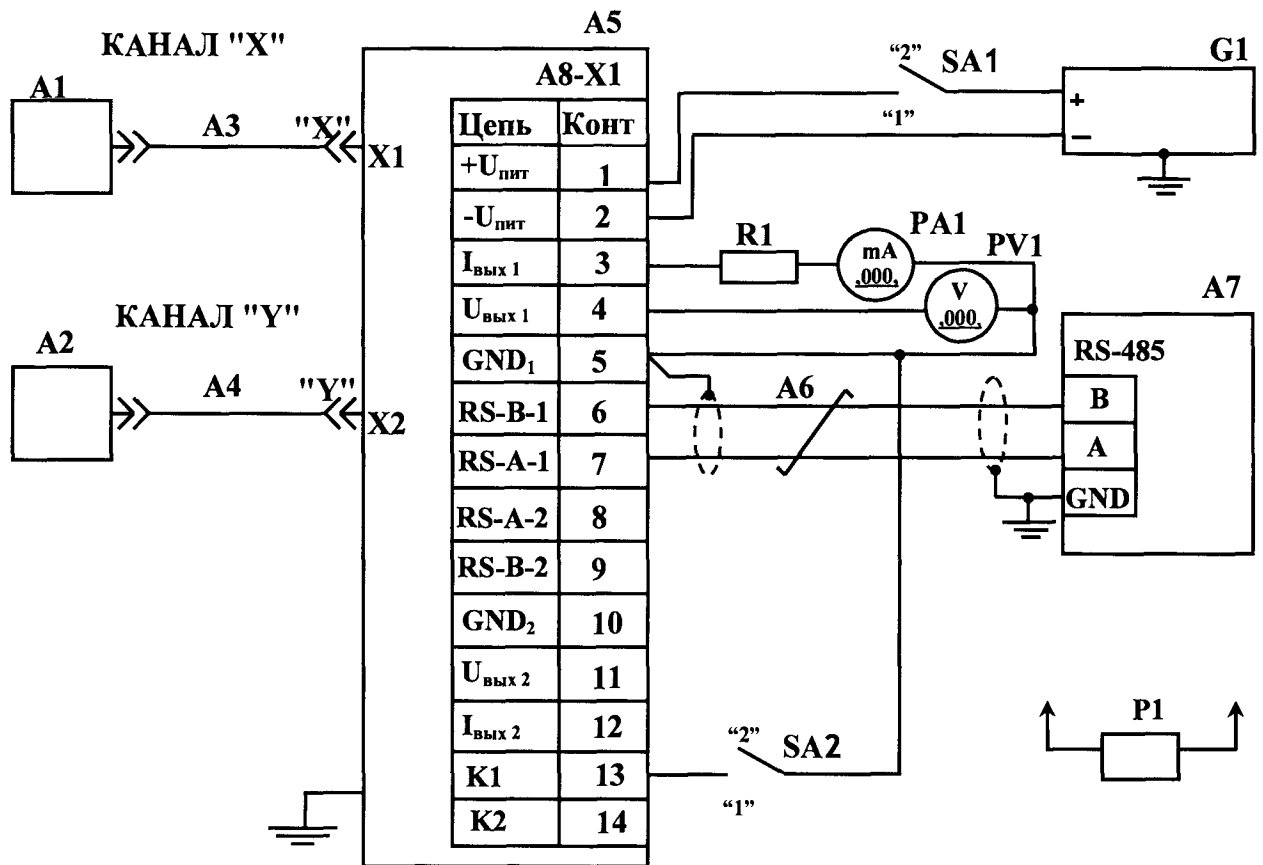 A5
КАНАЛ "X"
A1
A3
"X"
X1
A8-X1
Цепь Конт
+Uпит 1
-Uпит 2
Iвых 1 3
Uвых 1 4
GND1 5
RS-B-1 6
RS-A-1 7
RS-A-2 8
RS-B-2 9
GND2 10
Uвых 2 11
Iвых 2 12
K1 13
K2 14
КАНАЛ "Y"
A2
A4
"Y"
X2
“2” SA1
“1”
G1
+
–
R1
PA1
mA
,000,
PV1
V
,000,
A6
A7
RS-485
B
A
GND
“2” SA2
“1”
P1